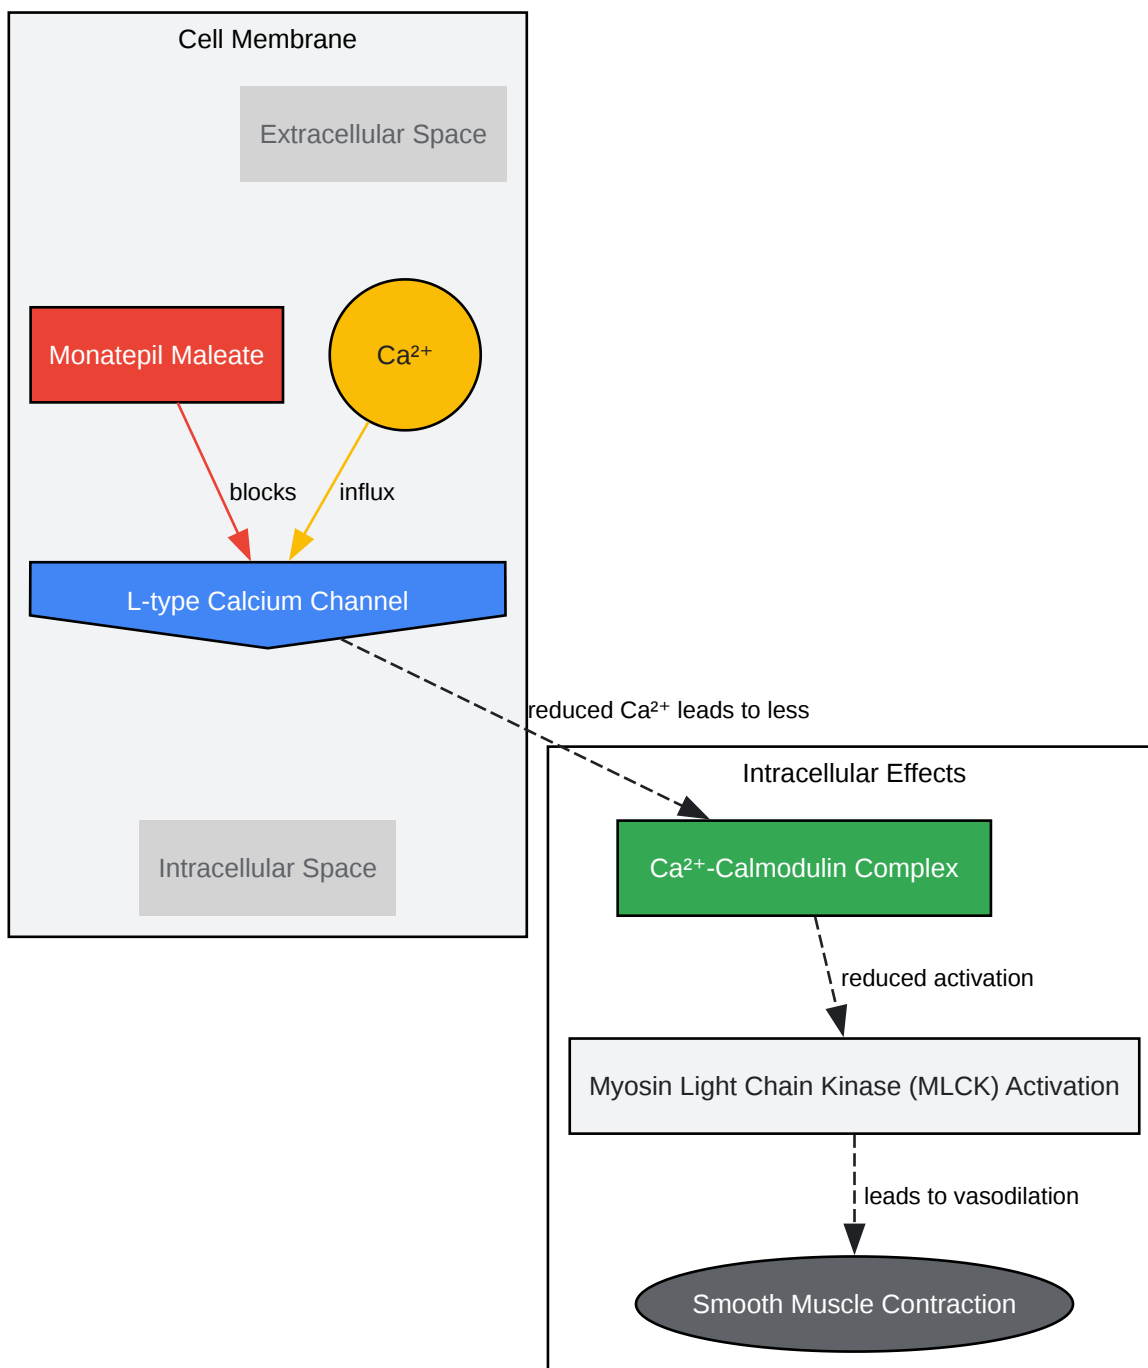 Cell Membrane
Extracellular Space
Monatepil Maleate
Ca²⁺
blocks
influx
L-type Calcium Channel
reduced Ca²⁺ leads to less
Intracellular Space
Intracellular Effects
Ca²⁺-Calmodulin Complex
reduced activation
Myosin Light Chain Kinase (MLCK) Activation
leads to vasodilation
Smooth Muscle Contraction